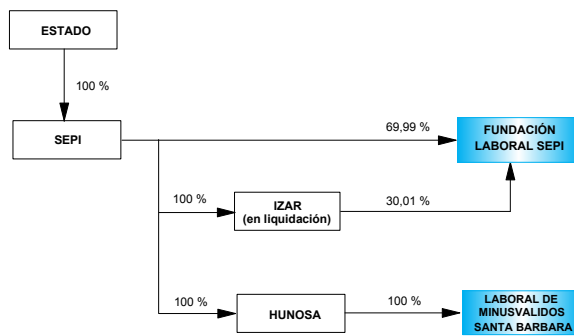 ESTADO
100 %
SEPI
69,99 %
FUNDACIÓN
LABORAL SEPI
100 %
IZAR
(en liquidación)
30,01 %
100 %
HUNOSA
100 %
LABORAL DE
MINUSVALIDOS
SANTA BARBARA